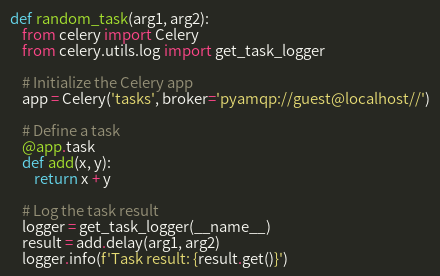 def random_task(arg1, arg2):
from celery import Celery
from celery.utils.log import get_task_logger
# Initialize the Celery app
app = Celery('tasks', broker='pyamqp://guest@localhost//')
# Define a task
@app.task
def add(x, y):
return x + y
# Log the task result
logger = get_task_logger(__name__)
result = add.delay(arg1, arg2)
logger.info(f'Task result: {result.get()}')